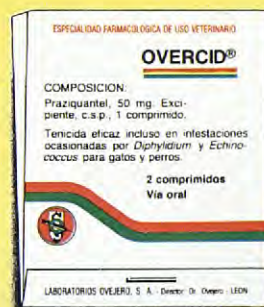 ESPECIALIDAD FARMACOLOGICA DE USO VETERINARIO
OVERCID®
COMPOSICION:
Praziquantel, 50 mg. Exci-
piente, c.s.p., 1 comprimido.
Tenicida eficaz incluso en infestaciones
ocasionadas por Diphylidium y Echino-
coccus para gatos y perros.
2 comprimidos
Vía oral
LABORATORIOS OVEJERO, S. A. - Director: Dr. Ovejero - LEON